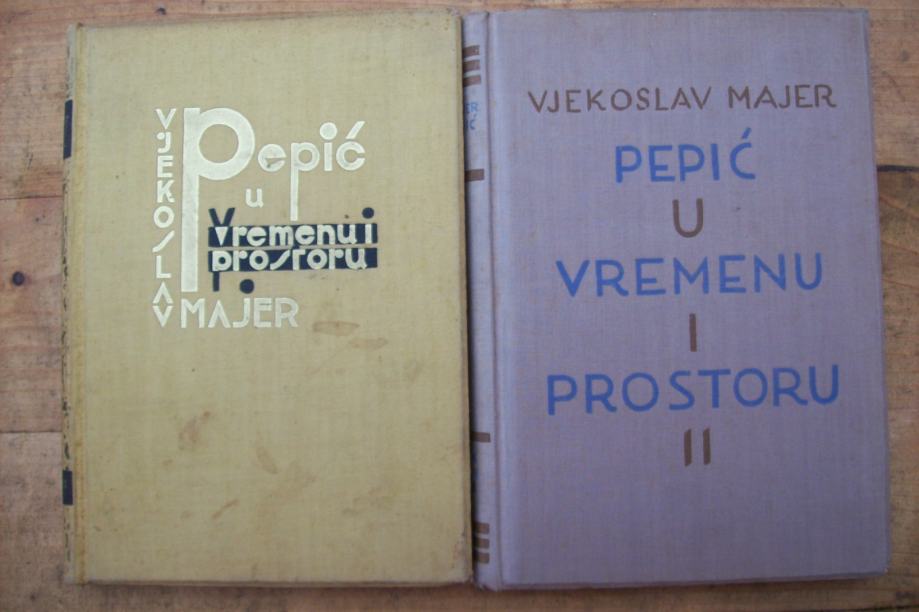 VJEKOSLAV
Pepić
u
Vremenu i
prostoru
MAJER
VJEKOSLAV MAJER
PEPIĆ
U
VREMENU
I
PROSTORU
II